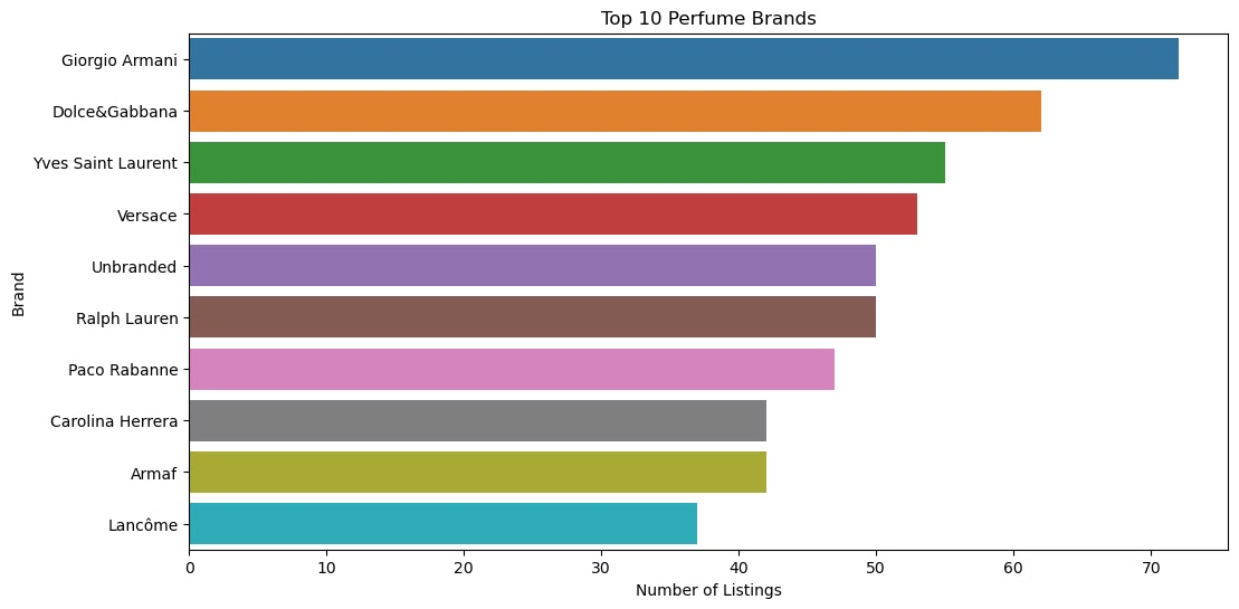 Top 10 Perfume Brands
Giorgio Armani
Dolce&Gabbana
Yves Saint Laurent
Versace
Unbranded
Ralph Lauren
Paco Rabanne
Carolina Herrera
Armaf
Lancôme
Brand
0 10 20 30 40 50 60 70
Number of Listings